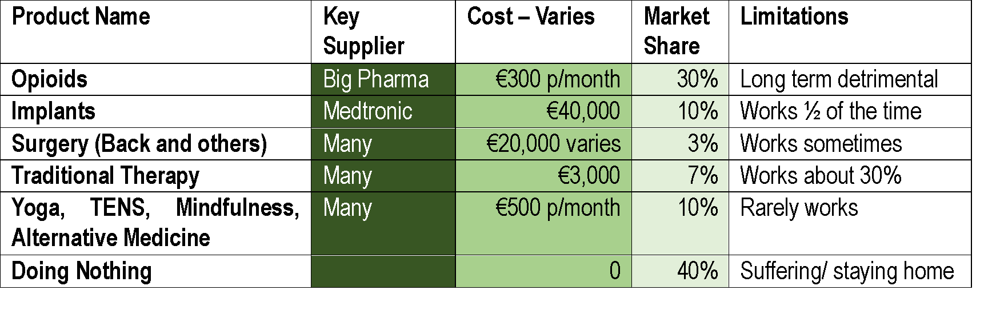 Product Name Key Supplier Cost – Varies Market Share Limitations
Opioids Big Pharma €300 p/month 30% Long term detrimental
Implants Medtronic €40,000 10% Works ½ of the time
Surgery (Back and others) Many €20,000 varies 3% Works sometimes
Traditional Therapy Many €3,000 7% Works about 30%
Yoga, TENS, Mindfulness, Alternative Medicine Many €500 p/month 10% Rarely works
Doing Nothing 0 40% Suffering/ staying home